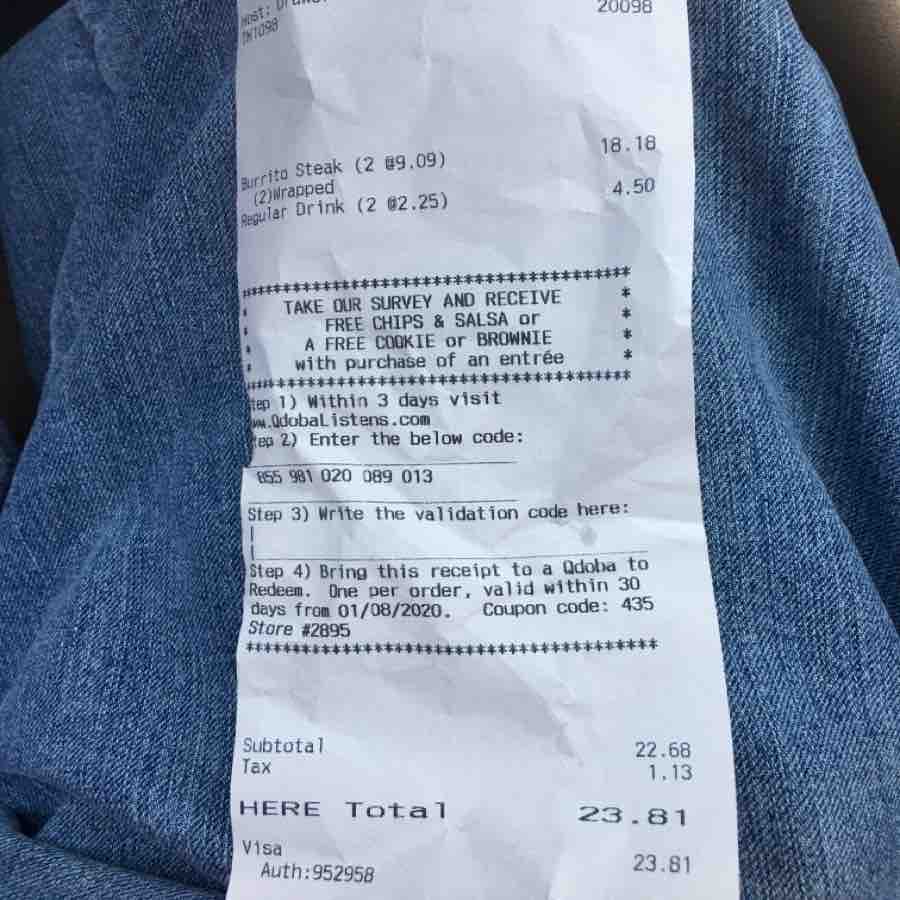 Host:
20098
TM1098
Burrito Steak (2 @9.09) 18.18
(2)Wrapped
Regular Drink (2 @2.25) 4.50
****************************************
* TAKE OUR SURVEY AND RECEIVE *
* FREE CHIPS & SALSA or *
* A FREE COOKIE or BROWNIE *
* with purchase of an entrée *
****************************************
tep 1) Within 3 days visit
ww.QdobaListens.com
tep 2) Enter the below code:
055 981 020 089 013
Step 3) Write the validation code here:
Step 4) Bring this receipt to a Qdoba to
Redeem. One per order, valid within 30
days from 01/08/2020. Coupon code: 435
Store #2895
****************************************
Subtotal 22.68
Tax 1.13
HERE Total 23.81
Visa 23.81
Auth:952958